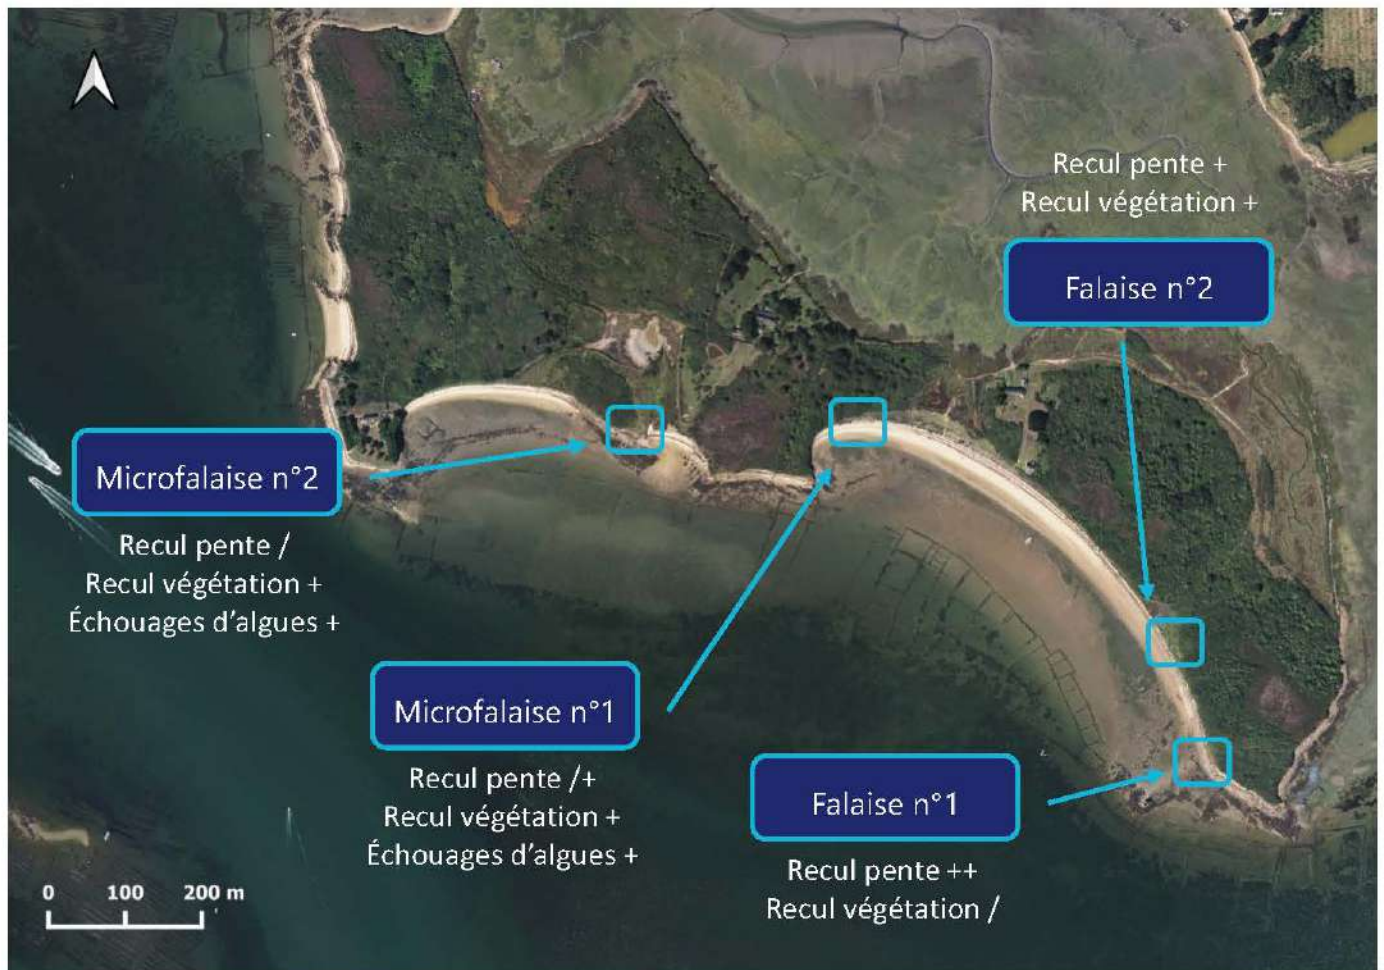 Recul pente +
Recul végétation +
Falaise n°2
Microfalaise n°2
Recul pente /
Recul végétation +
Échouages d'algues +
Microfalaise n°1
Recul pente /+
Recul végétation +
Échouages d'algues +
Falaise n°1
Recul pente ++
Recul végétation /
0 100 200 m